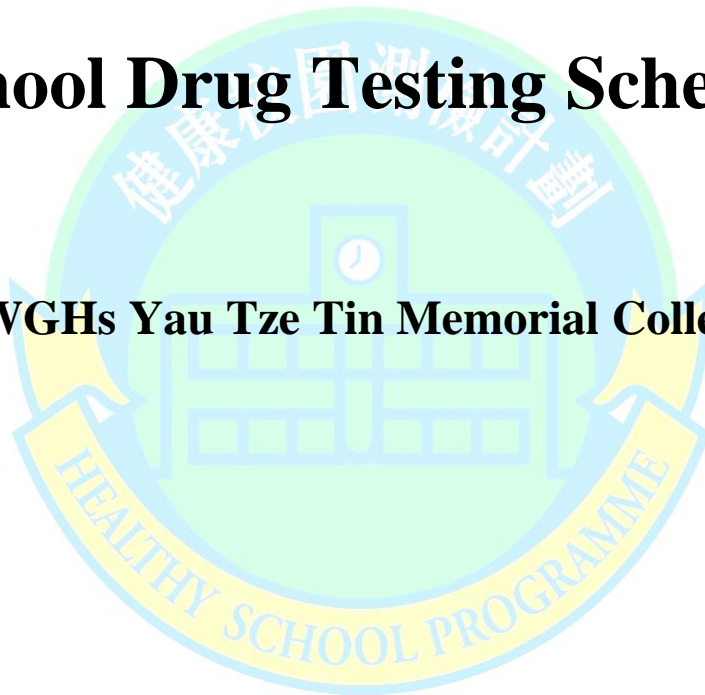 hool Drug Testing Sche
健康校園測檢計劃
WGHs Yau Tze Tin Memorial Colle
HEALTHY SCHOOL PROGRAMME